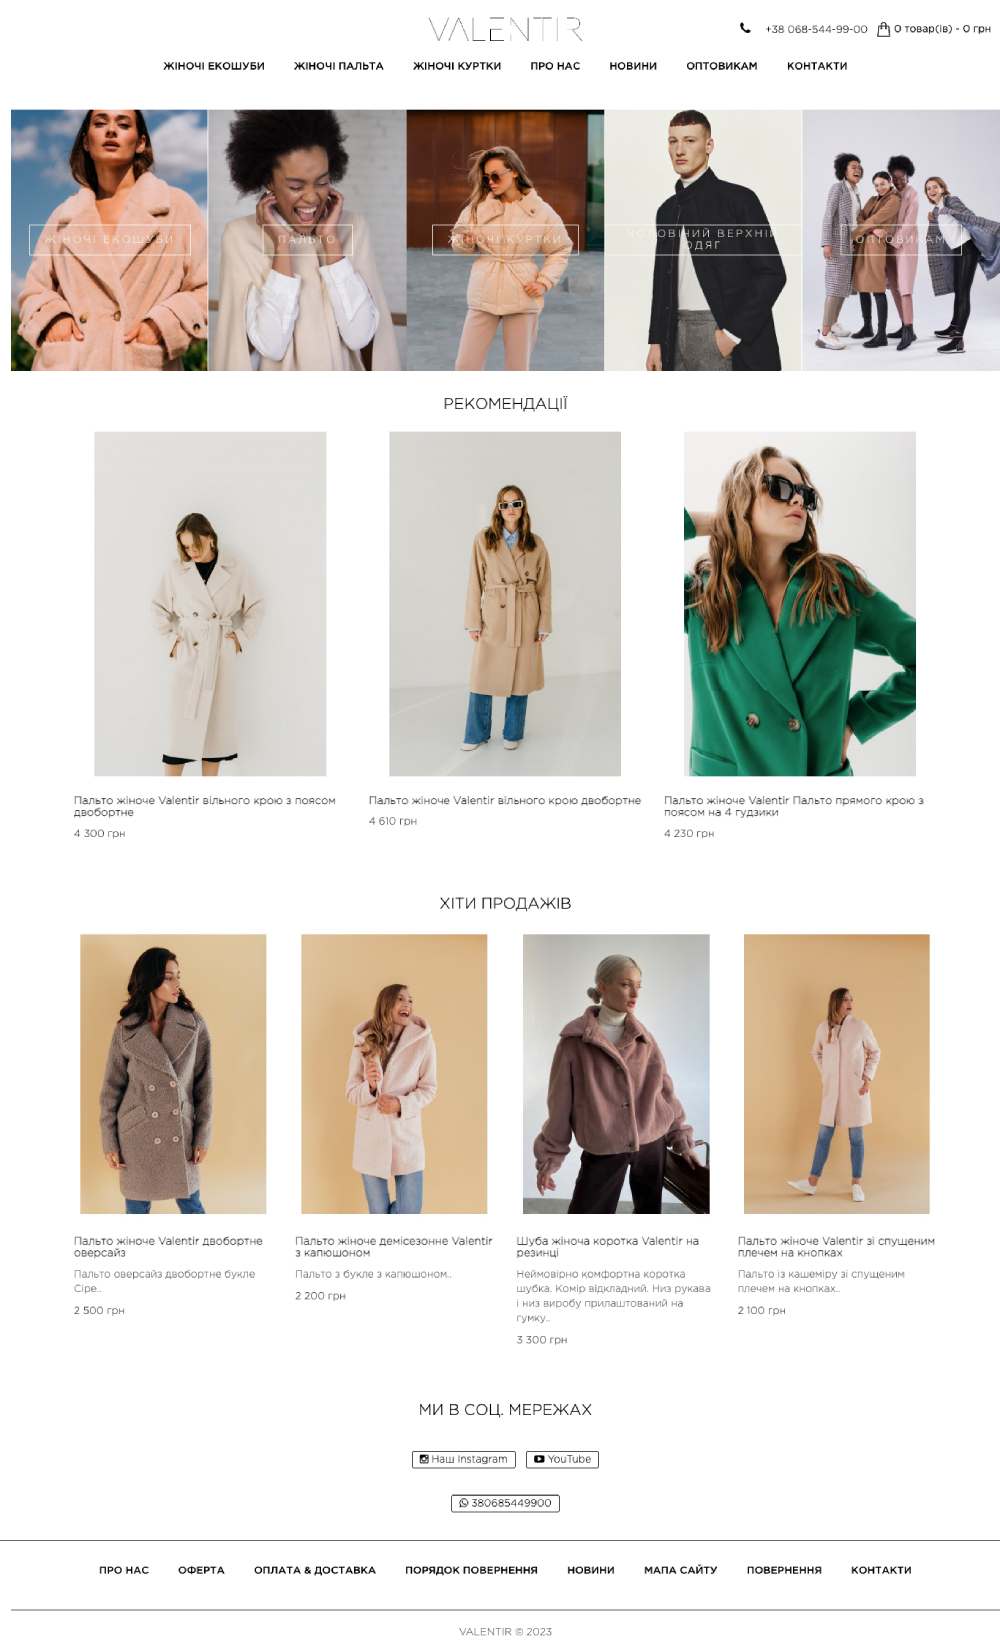 VALENTIR
+38 068-544-99-00
0 товар(ів) - 0 грн
ЖІНОЧІ ЕКОШУБИ
ЖІНОЧІ ПАЛЬТА
ЖІНОЧІ КУРТКИ
ПРО НАС
НОВИНИ
ОПТОВИКАМ
КОНТАКТИ
ЖІНОЧІ ЕКОШУБИ
ПАЛЬТО
ЖІНОЧІ КУРТКИ
ЧОЛОВІЧИЙ ВЕРХНІЙ
ОДЯГ
ОПТОВИКАМ
РЕКОМЕНДАЦІЇ
Пальто жіноче Valentir вільного крою з поясом
двобортне
4 300 грн
Пальто жіноче Valentir вільного крою двобортне
4 610 грн
Пальто жіноче Valentir Пальто прямого крою з
поясом на 4 гудзики
4 230 грн
ХІТИ ПРОДАЖІВ
Пальто жіноче Valentir двобортне
оверсайз
Пальто оверсайз двобортне букле
Сіре..
2 500 грн
Пальто жіноче демісезонне Valentir
з капюшоном
Пальто з букле з капюшоном..
2 200 грн
Шуба жіноча коротка Valentir на
резинці
Неймовірно комфортна коротка
шубка. Комір відкладний. Низ рукава
і низ виробу прилаштований на
гумку..
3 300 грн
Пальто жіноче Valentir зі спущеним
плечем на кнопках
Пальто із кашеміру зі спущеним
плечем на кнопках..
2 100 грн
МИ В СОЦ. МЕРЕЖАХ
Наш Instagram
YouTube
380685449900
ПРО НАС
ОФЕРТА
ОПЛАТА & ДОСТАВКА
ПОРЯДОК ПОВЕРНЕННЯ
НОВИНИ
МАПА САЙТУ
ПОВЕРНЕННЯ
КОНТАКТИ
VALENTIR © 2023